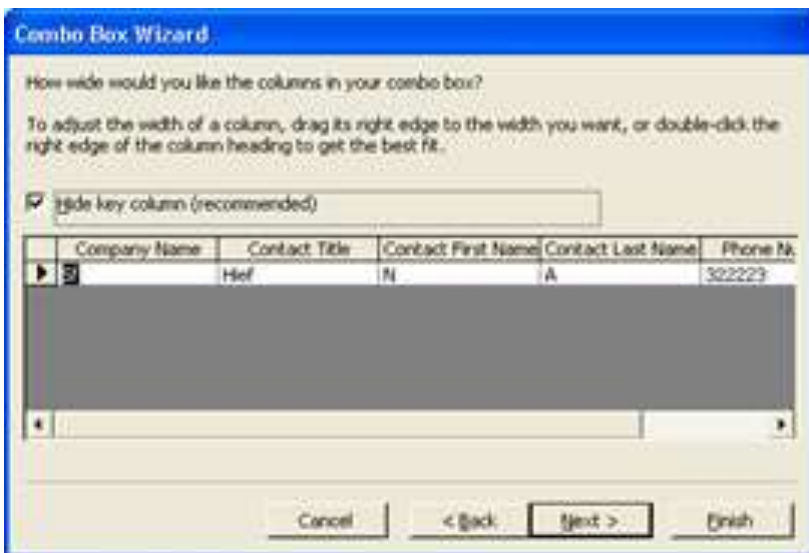 Combo Box Wizard
How wide would you like the columns in your combo box?
To adjust the width of a column, drag its right edge to the width you want, or double-click the
right edge of the column heading to get the best fit.
Hide key column (recommended)
Company Name Contact Title Contact First Name Contact Last Name Phone Nu
Hief N A 322223
Cancel < Back Next > Finish